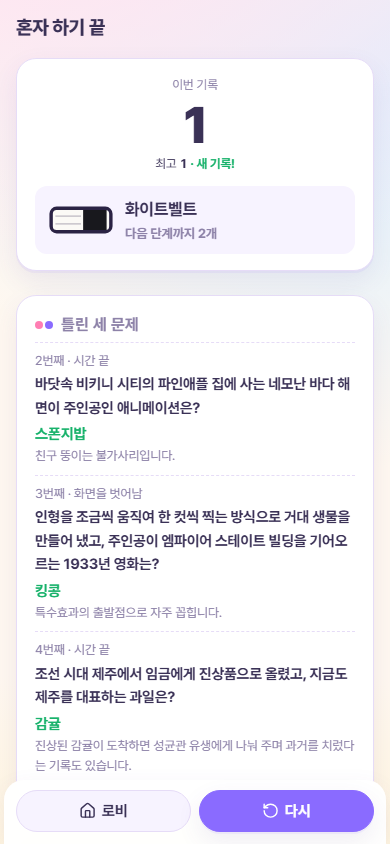 혼자 하기 끝
이번 기록
1
최고 1 · 새 기록!
화이트벨트
다음 단계까지 2개
틀린 세 문제
2번째 · 시간 끝
바닷속 비키니 시티의 파인애플 집에 사는 네모난 바다 해
면이 주인공인 애니메이션은?
스폰지밥
친구 뚱이는 불가사리입니다.
3번째 · 화면을 벗어남
인형을 조금씩 움직여 한 컷씩 찍는 방식으로 거대 생물을
만들어 냈고, 주인공이 엠파이어 스테이트 빌딩을 기어오
르는 1933년 영화는?
킹콩
특수효과의 출발점으로 자주 꼽힙니다.
4번째 · 시간 끝
조선 시대 제주에서 임금에게 진상품으로 올렸고, 지금도
제주를 대표하는 과일은?
감귤
진상된 감귤이 도착하면 성균관 유생에게 나눠 주며 과거를 치렀다
는 기록도 있습니다.
로비
다시